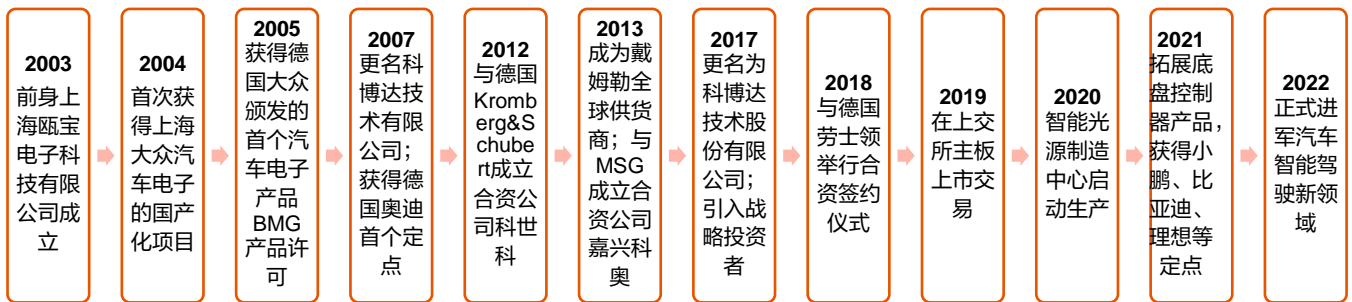 2003
前身上
海瓯宝
电子科
技有限
公司成
立
2004
首次获
得上海
大众汽
车电子
的国产
化项目
2005
获得德
国大众
颁发的
首个汽
车电子
产品
BMG
产品许
可
2007
更名科
博达技
术有限
公司；
获得德
国奥迪
首个定
点
2012
与德国
Kromb
erg&S
chube
rt成立
合资公
司科世
科
2013
成为戴
姆勒全
球供货
商；与
MSG
成立合
资公司
嘉兴科
奥
2017
更名为
科博达
技术股
份有限
公司；
引入战
略投资
者
2018
与德国
劳士领
举行合
资签约
仪式
2019
在上交
所主板
上市交
易
2020
智能光
源制造
中心启
动生产
2021
拓展底
盘控制
器产品，
获得小
鹏、比
亚迪、
理想等
定点
2022
正式进
军汽车
智能驾
驶新领
域